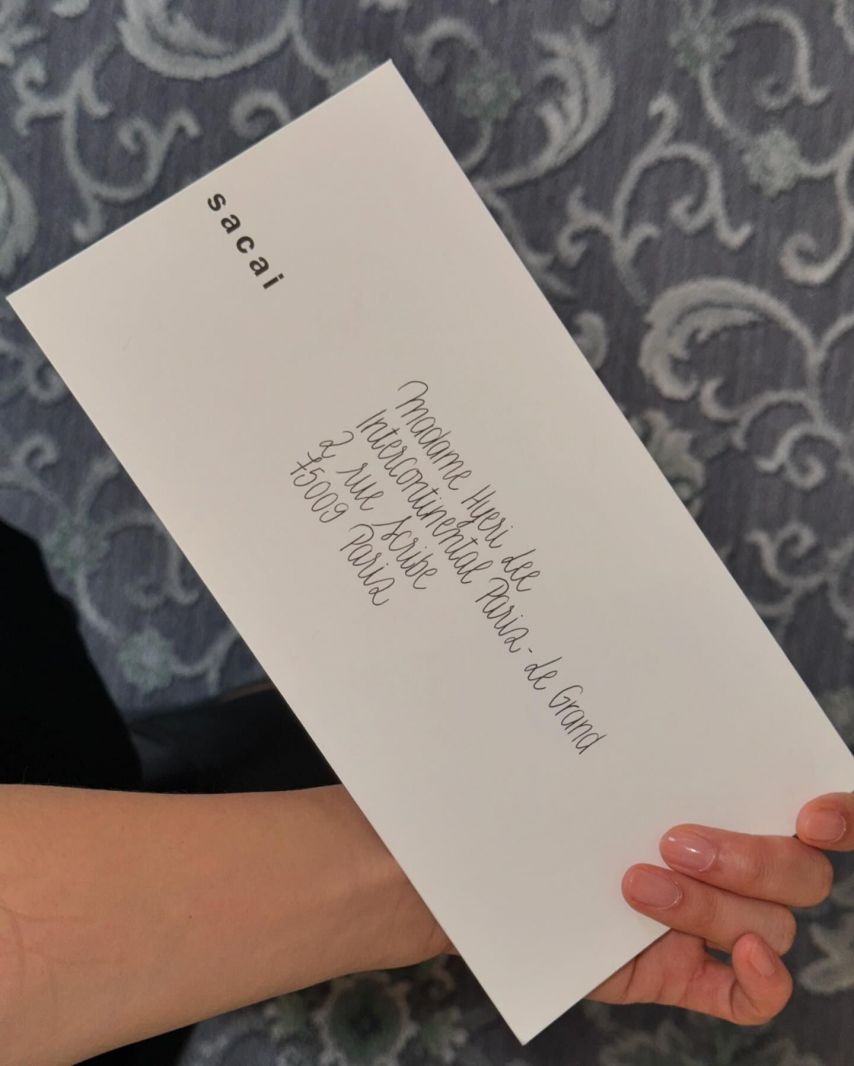 sacai
Madame Hyeri Lee
Intercontinental Paris - Le Grand
2 rue Scribe
75009 Paris